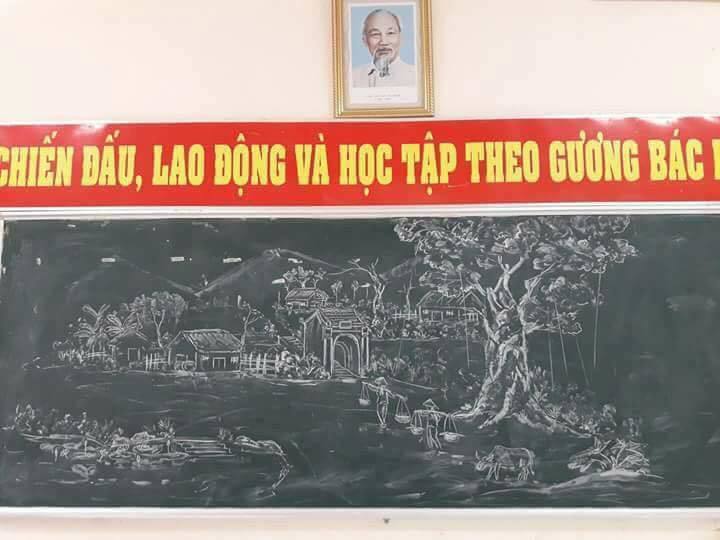 CHIẾN ĐẤU, LAO ĐỘNG VÀ HỌC TẬP THEO GƯƠNG BÁC